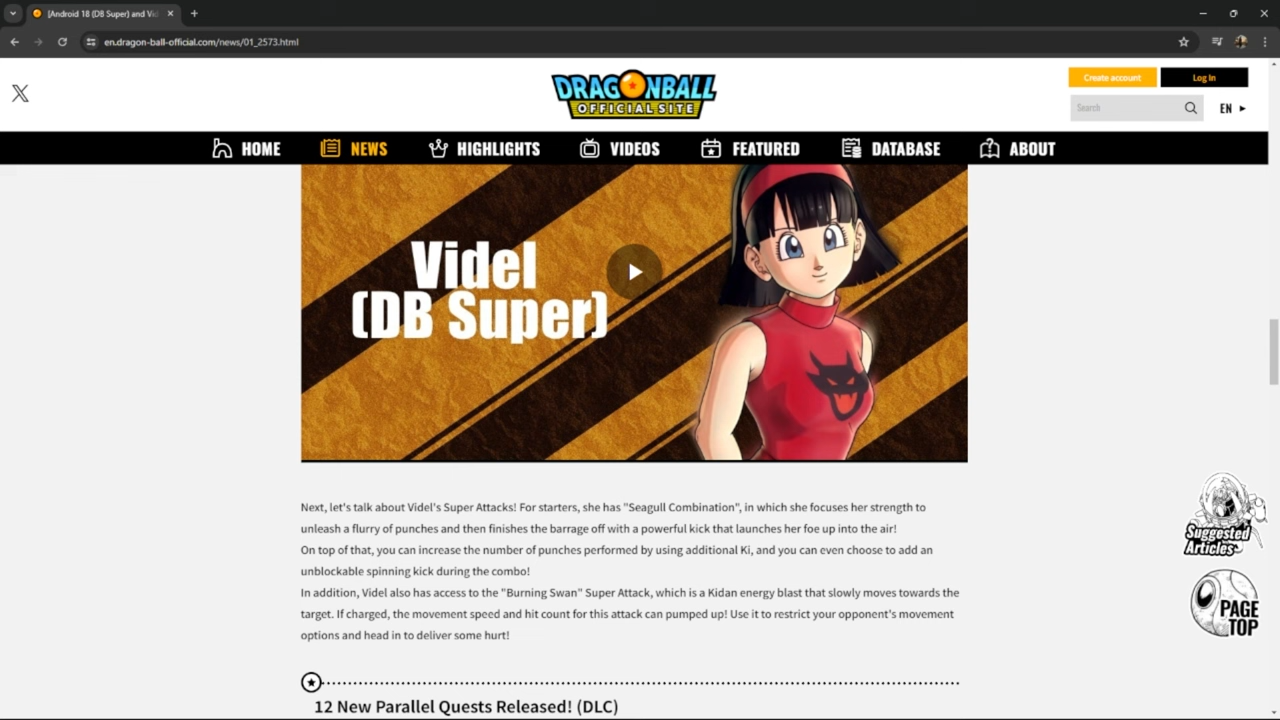 [Android 18 (DB Super) and Vid
en.dragon-ball-official.com/news/01_2573.html
DRAGONBALL
OFFICIAL SITE
Create account
Log In
Search
EN
HOME
NEWS
HIGHLIGHTS
VIDEOS
FEATURED
DATABASE
ABOUT
Videl
(DB Super)
Next, let's talk about Videl's Super Attacks! For starters, she has "Seagull Combination", in which she focuses her strength to
unleash a flurry of punches and then finishes the barrage off with a powerful kick that launches her foe up into the air!
On top of that, you can increase the number of punches performed by using additional Ki, and you can even choose to add an
unblockable spinning kick during the combo!
In addition, Videl also has access to the "Burning Swan" Super Attack, which is a Kidan energy blast that slowly moves towards the
target. If charged, the movement speed and hit count for this attack can pumped up! Use it to restrict your opponent's movement
options and head in to deliver some hurt!
Suggested
Articles
PAGE
TOP
12 New Parallel Quests Released! (DLC)